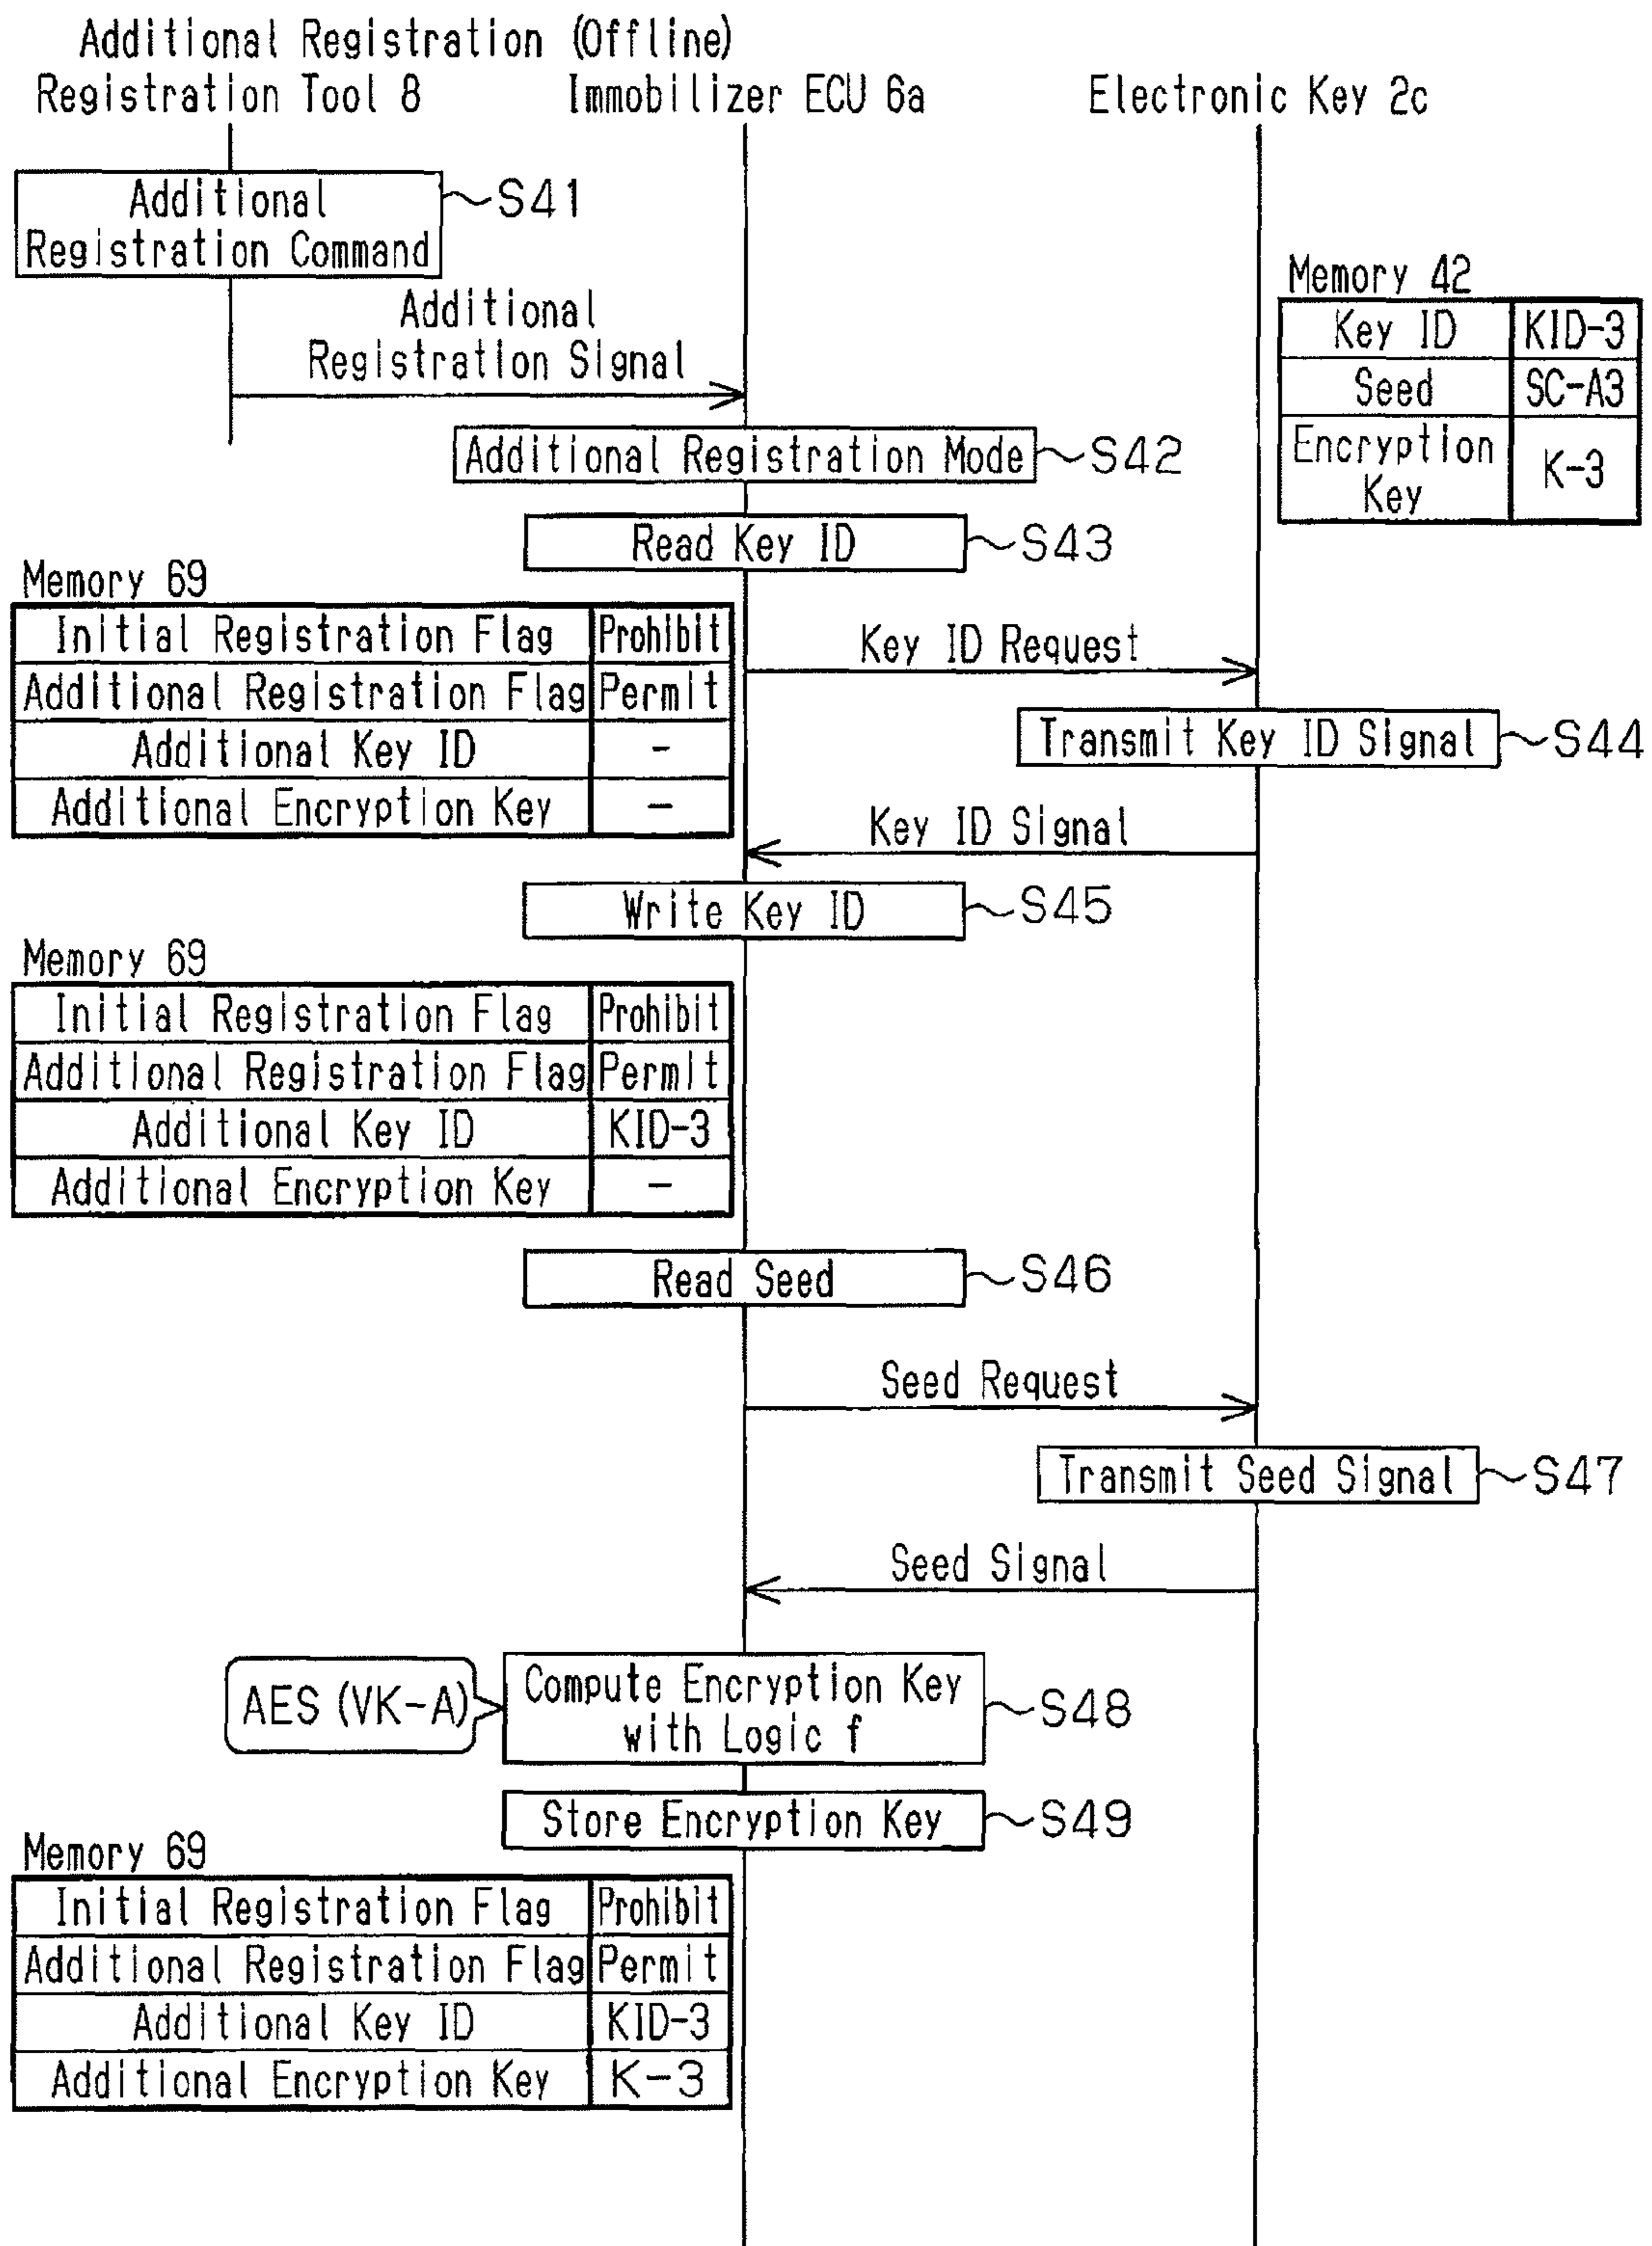 Additional Registration (Offline)
Registration Tool 8
Immobilizer ECU 6a
Electronic Key 2c
Additional
Registration Command
S41
Additional
Registration Signal
Memory 42
Key ID KID-3
Seed SC-A3
Encryption
Key
K-3
Additional Registration Mode
S42
Read Key ID
S43
Memory 69
Initial Registration Flag Prohibit
Additional Registration Flag Permit
Additional Key ID -
Additional Encryption Key -
Key ID Request
Transmit Key ID Signal
S44
Key ID Signal
Write Key ID
S45
Memory 69
Initial Registration Flag Prohibit
Additional Registration Flag Permit
Additional Key ID KID-3
Additional Encryption Key -
Read Seed
S46
Seed Request
Transmit Seed Signal
S47
Seed Signal
AES (VK-A)
Compute Encryption Key
with Logic f
S48
Store Encryption Key
S49
Memory 69
Initial Registration Flag Prohibit
Additional Registration Flag Permit
Additional Key ID KID-3
Additional Encryption Key K-3